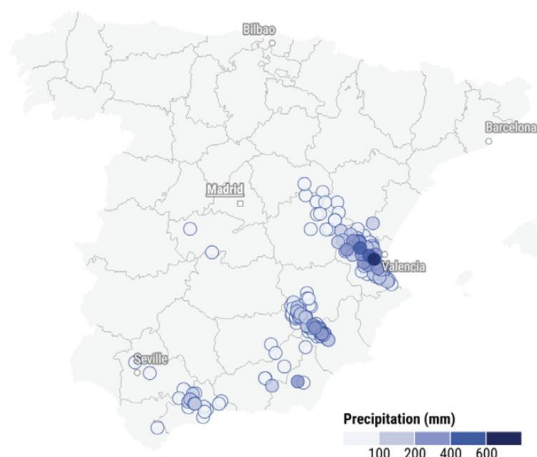 Bilbao
Barcelona
Madrid
Valencia
Seville
Precipitation (mm)
100 200 400 600